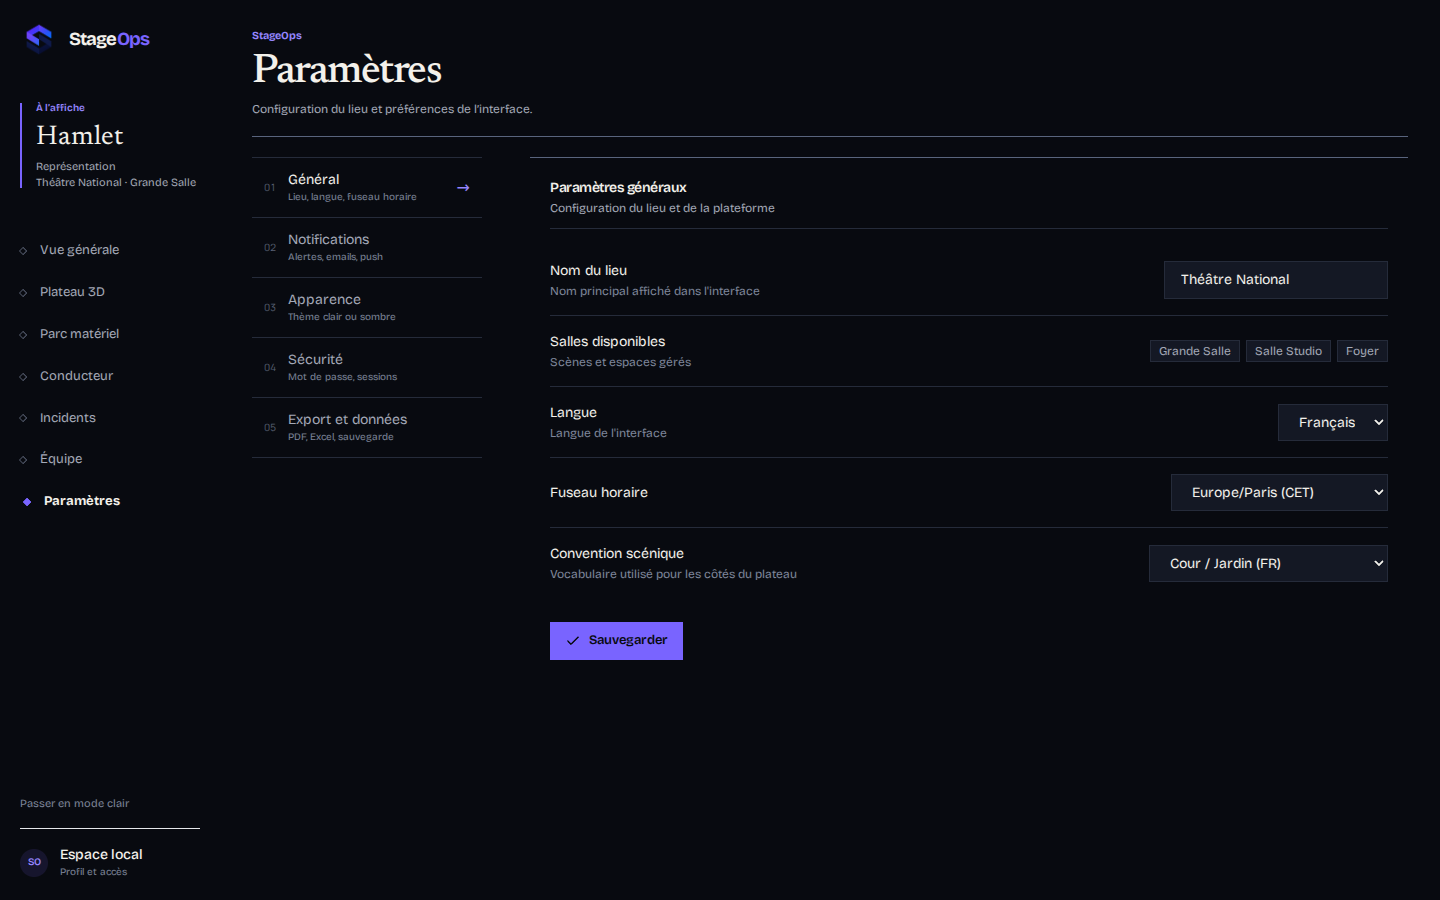 StageOps
À l'affiche
Hamlet
Représentation
Théâtre National · Grande Salle
Vue générale
Plateau 3D
Parc matériel
Conducteur
Incidents
Équipe
Paramètres
Passer en mode clair
SO
Espace local
Profil et accès
StageOps
Paramètres
Configuration du lieu et préférences de l'interface.
01
Général
Lieu, langue, fuseau horaire
→
02
Notifications
Alertes, emails, push
03
Apparence
Thème clair ou sombre
04
Sécurité
Mot de passe, sessions
05
Export et données
PDF, Excel, sauvegarde
Paramètres généraux
Configuration du lieu et de la plateforme
Nom du lieu
Nom principal affiché dans l'interface
Théâtre National
Salles disponibles
Scènes et espaces gérés
Grande Salle Salle Studio Foyer
Langue
Langue de l'interface
Français
Fuseau horaire
Europe/Paris (CET)
Convention scénique
Vocabulaire utilisé pour les côtés du plateau
Cour / Jardin (FR)
Sauvegarder